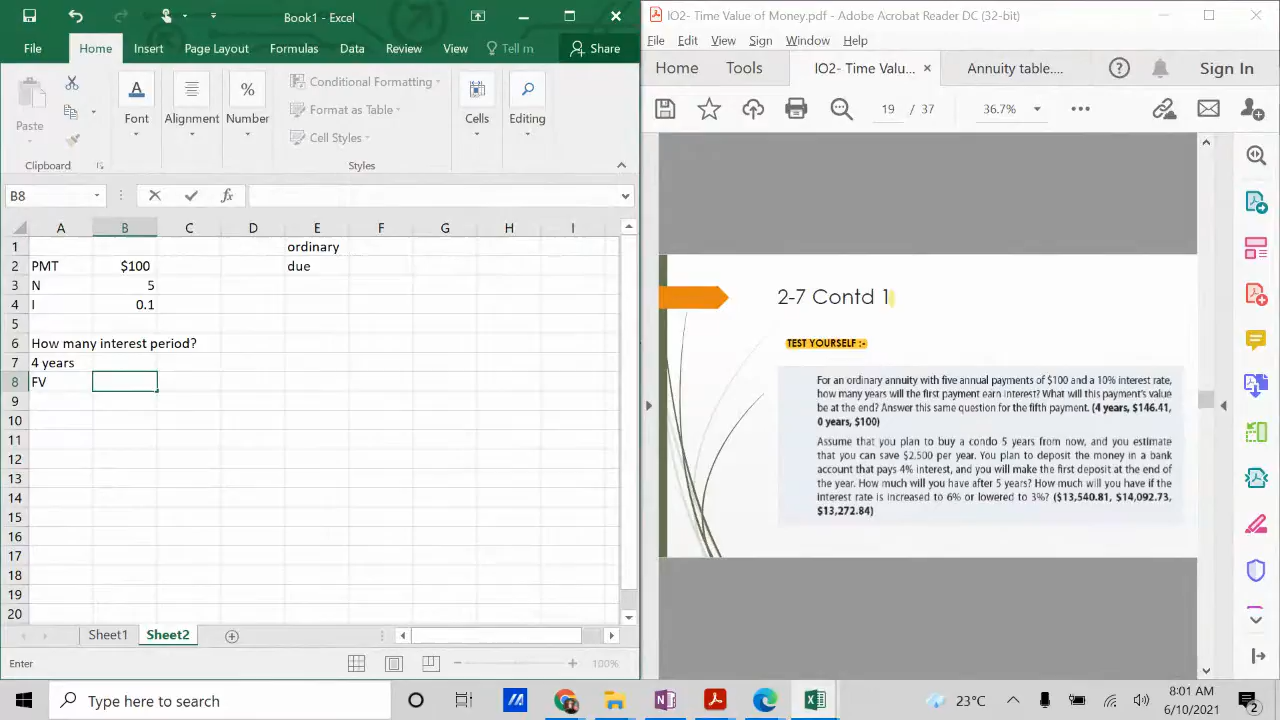 Book1 - Excel
File Home Insert Page Layout Formulas Data Review View Tell m Share
Paste
Clipboard
Font
Alignment
%
Number
Conditional Formatting
Format as Table
Cell Styles
Styles
Cells
Editing
B8
fx
A B C D E F G H I
1 ordinary
2 PMT $100 due
3 N 5
4 I 0.1
5
6 How many interest period?
7 4 years
8 FV
9
10
11
12
13
14
15
16
17
18
19
20
Sheet1 Sheet2
Enter
100%
IO2- Time Value of Money.pdf - Adobe Acrobat Reader DC (32-bit)
File Edit View Sign Window Help
Home Tools IO2- Time Valu... × Annuity table.... Sign In
19 / 37 36.7%
2-7 Contd 1
TEST YOURSELF :-
For an ordinary annuity with five annual payments of $100 and a 10% interest rate,
how many years will the first payment earn interest? What will this payment's value
be at the end? Answer this same question for the fifth payment. (4 years, $146.41,
0 years, $100)
Assume that you plan to buy a condo 5 years from now, and you estimate
that you can save $2.500 per year. You plan to deposit the money in a bank
account that pays 4% interest, and you will make the first deposit at the end of
the year. How much will you have after 5 years? How much will you have if the
interest rate is increased to 6% or lowered to 3%? ($13,540.81, $14,092.73,
$13,272.84)
Type here to search
23°C
8:01 AM
6/10/2021
2